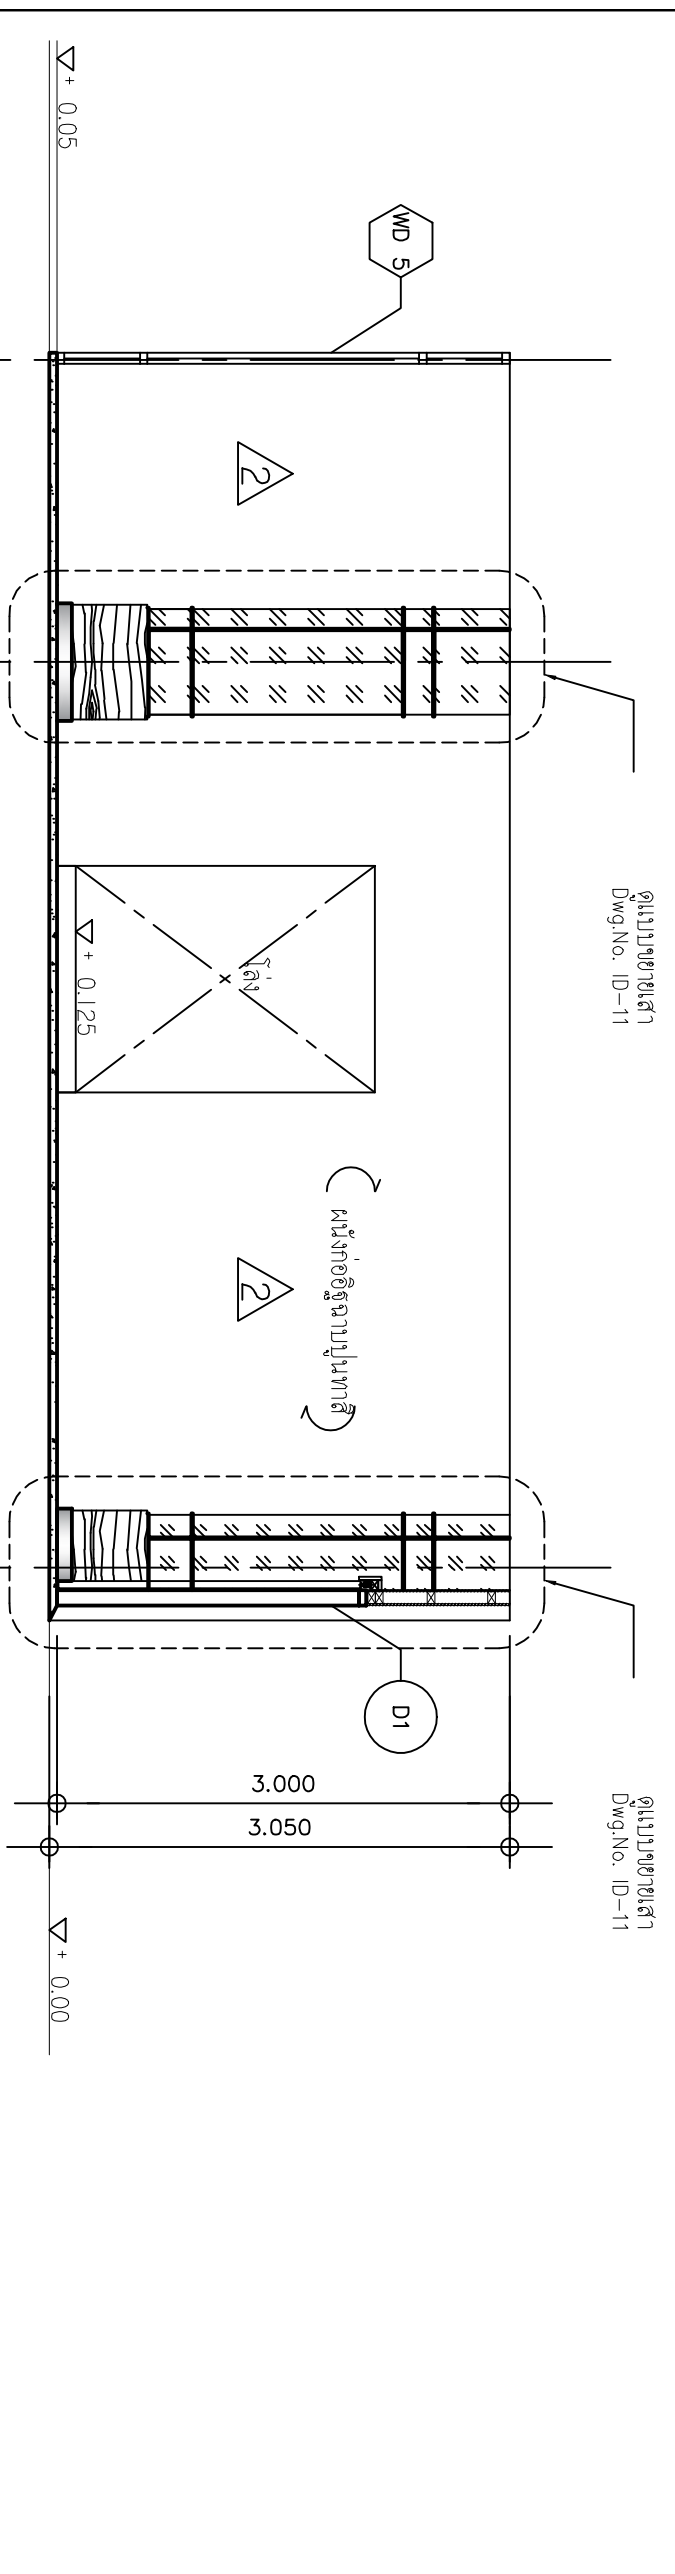 + 0.05
WD 5
2
ดูแบบขยายเสา
Dwg.No. ID-11
โล่ง
x
+ 0.125
ผนังก่ออิฐฉาบปูนทาสี
2
D1
ดูแบบขยายเสา
Dwg.No. ID-11
3.000
3.050
+ 0.00